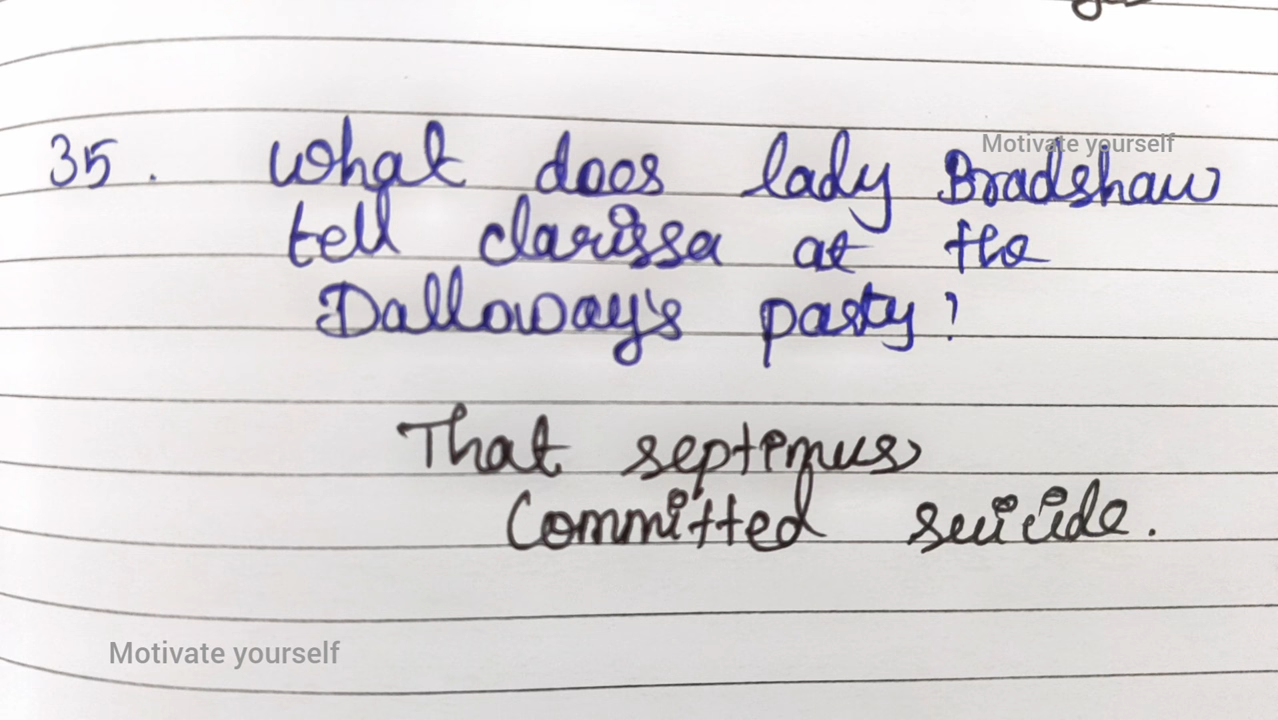 35. What does lady Bradshaw
Motivate yourself
tell clarissa at the
Dalloway's party?
That septimus
Committed suicide.
Motivate yourself